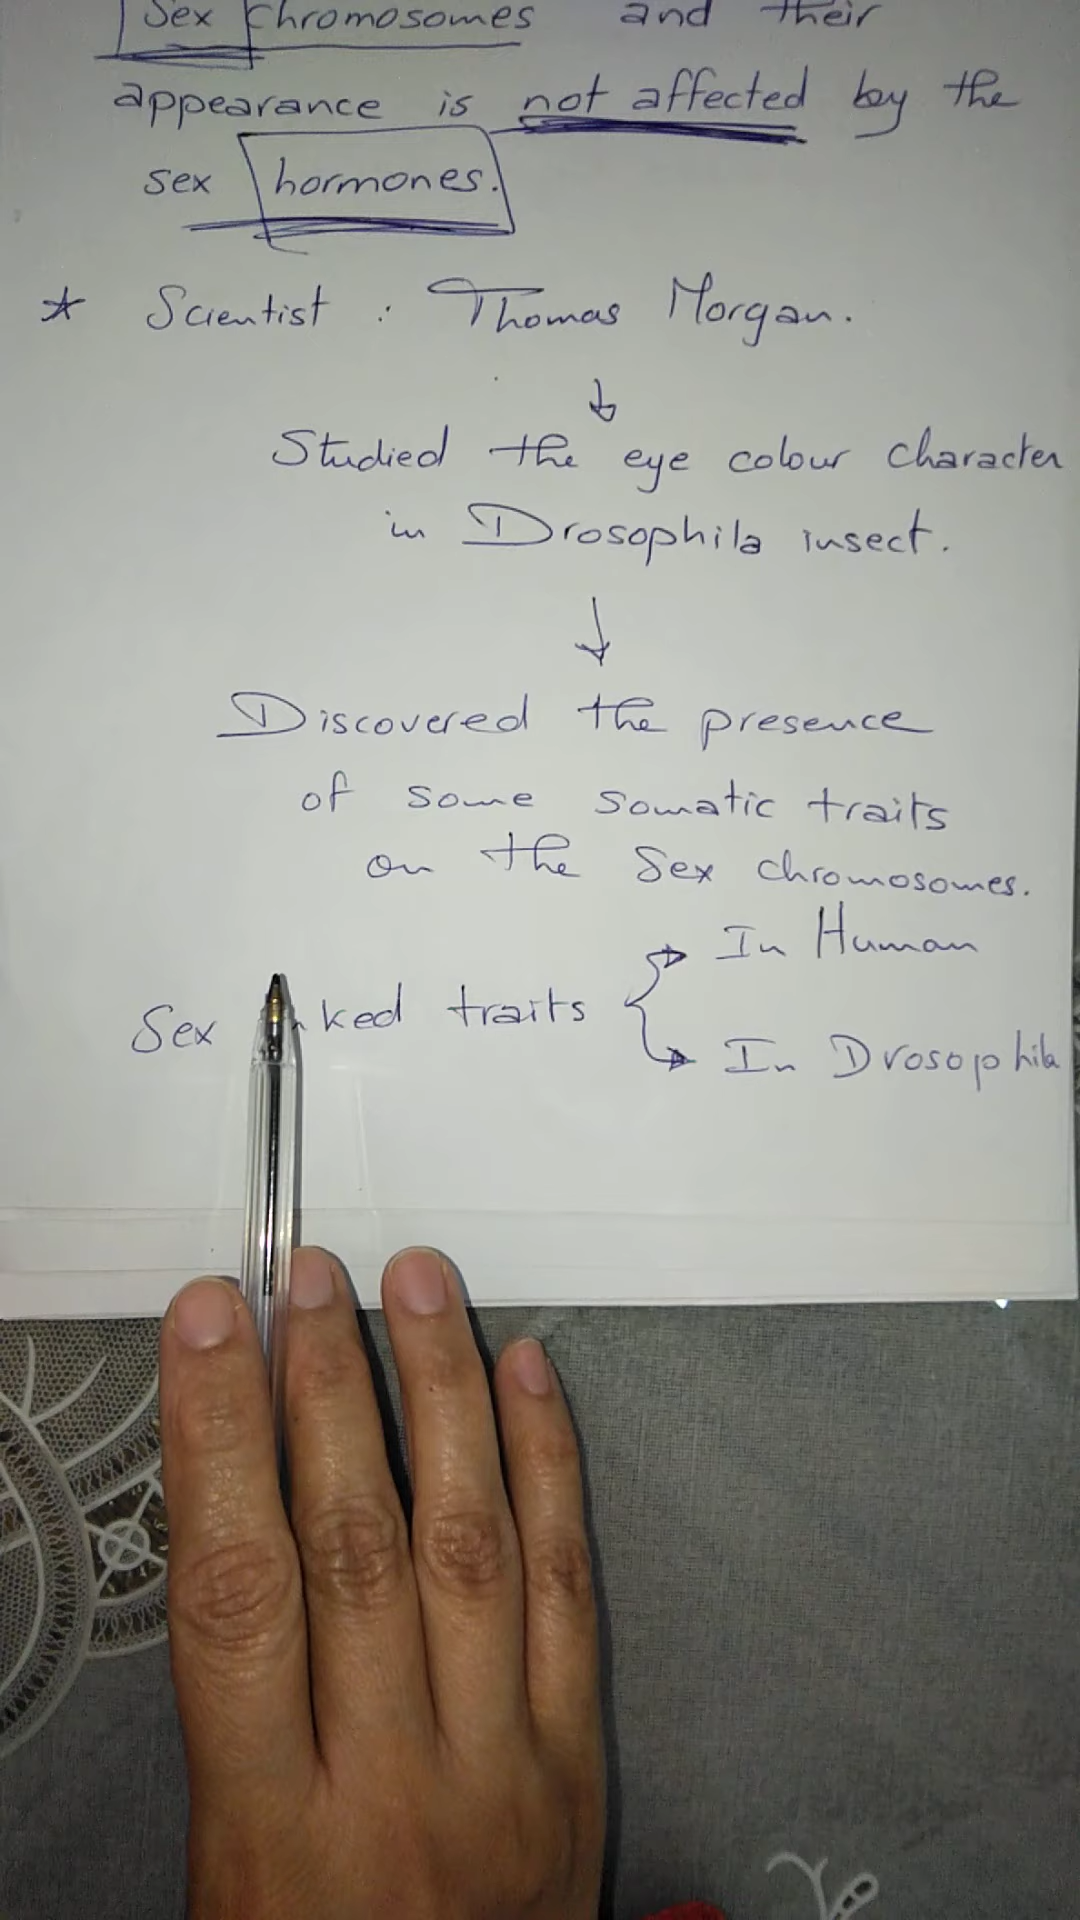 Sex chromosomes and their
appearance is not affected by the
sex hormones.
* Scientist : Thomas Morgan.
↓
Studied the eye colour character
in Drosophila insect.
↓
Discovered the presence
of some somatic traits
on the Sex chromosomes.
In Human
Sex traits
In Drosophila